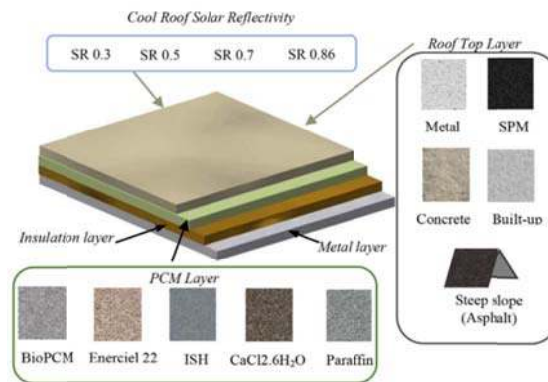 Cool Roof Solar Reflectivity
SR 0.3 SR 0.5 SR 0.7 SR 0.86
Roof Top Layer
Metal SPM
Concrete Built-up
Steep slope
(Asphalt)
Insulation layer
Metal layer
PCM Layer
BioPCM Enerciel 22 ISH CaCl2.6H₂O Paraffin